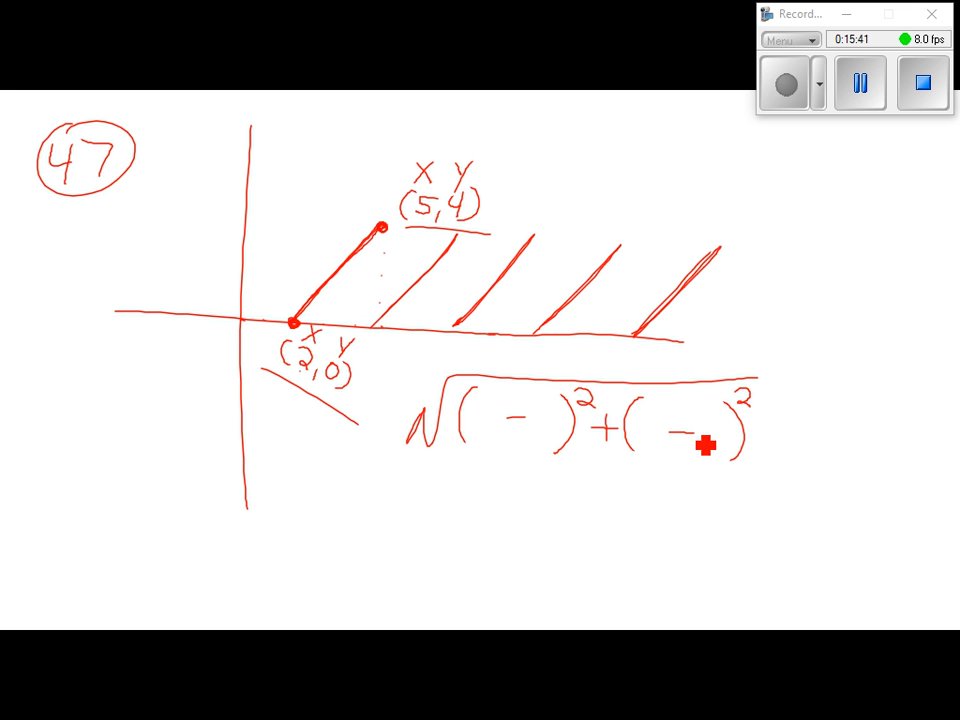 Record...
Menu
0:15:41
8.0 fps
47
X Y
(5,4)
X Y
(2,0)
√( - )²+( - )²